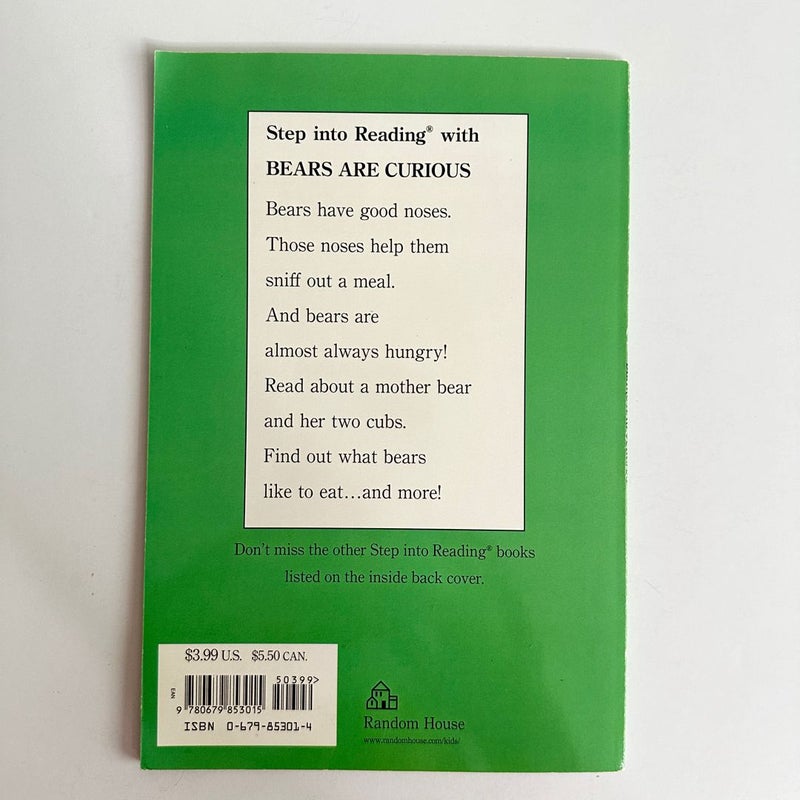 Step into Reading® with
BEARS ARE CURIOUS
Bears have good noses.
Those noses help them
sniff out a meal.
And bears are
almost always hungry!
Read about a mother bear
and her two cubs.
Find out what bears
like to eat...and more!
Don't miss the other Step into Reading® books
listed on the inside back cover.
$3.99 U.S. $5.50 CAN.
50399>
EAN
9 780679 853015
ISBN 0-679-85301-4
Random House
www.randomhouse.com/kids/